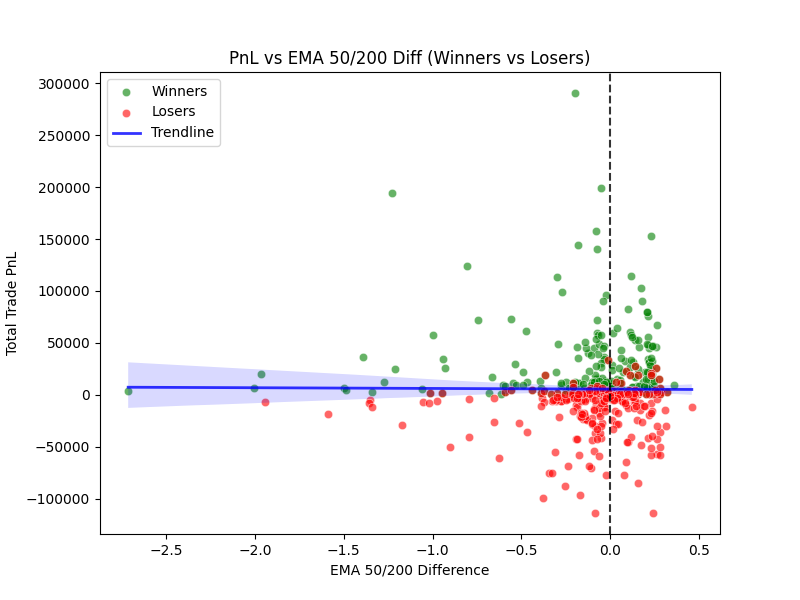 PnL vs EMA 50/200 Diff (Winners vs Losers)
Winners
Losers
Trendline
300000
250000
200000
150000
100000
50000
0
−50000
−100000
Total Trade PnL
−2.5 −2.0 −1.5 −1.0 −0.5 0.0 0.5
EMA 50/200 Difference